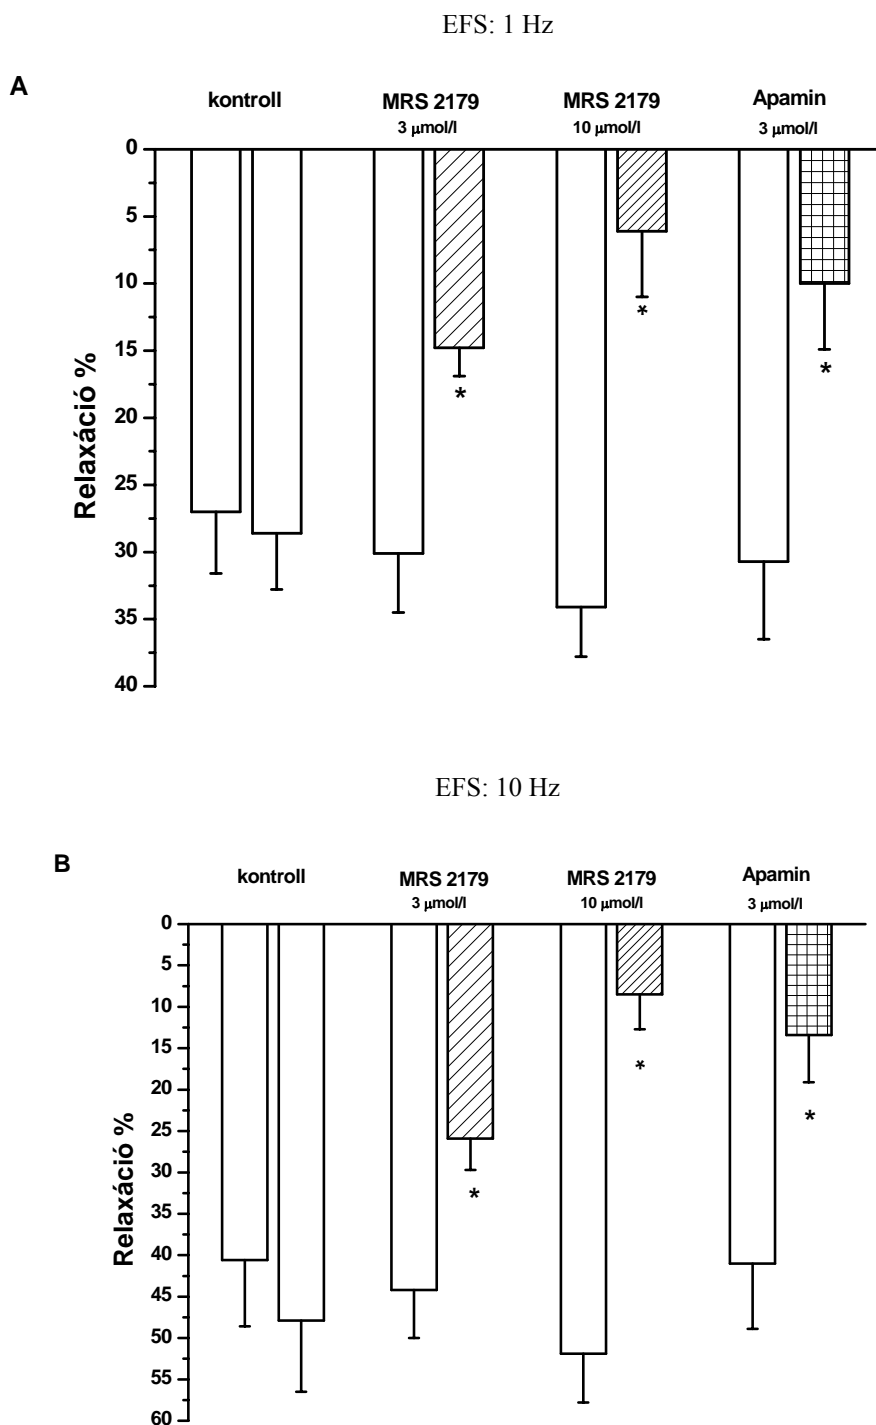 EFS: 1 Hz
A
kontroll MRS 2179 MRS 2179 Apamin
3 µmol/l 10 µmol/l 3 µmol/l
0
5
10
15
20
25
30
35
40
Relaxáció %
*
*
*
EFS: 10 Hz
B
kontroll MRS 2179 MRS 2179 Apamin
3 µmol/l 10 µmol/l 3 µmol/l
0
5
10
15
20
25
30
35
40
45
50
55
60
Relaxáció %
*
*
*